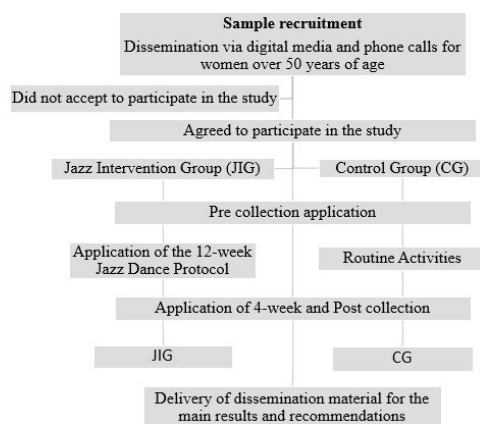 Sample recruitment
Dissemination via digital media and phone calls for
women over 50 years of age
Did not accept to participate in the study
Agreed to participate in the study
Jazz Intervention Group (JIG)
Control Group (CG)
Pre collection application
Application of the 12-week
Jazz Dance Protocol
Routine Activities
Application of 4-week and Post collection
JIG
CG
Delivery of dissemination material for the
main results and recommendations